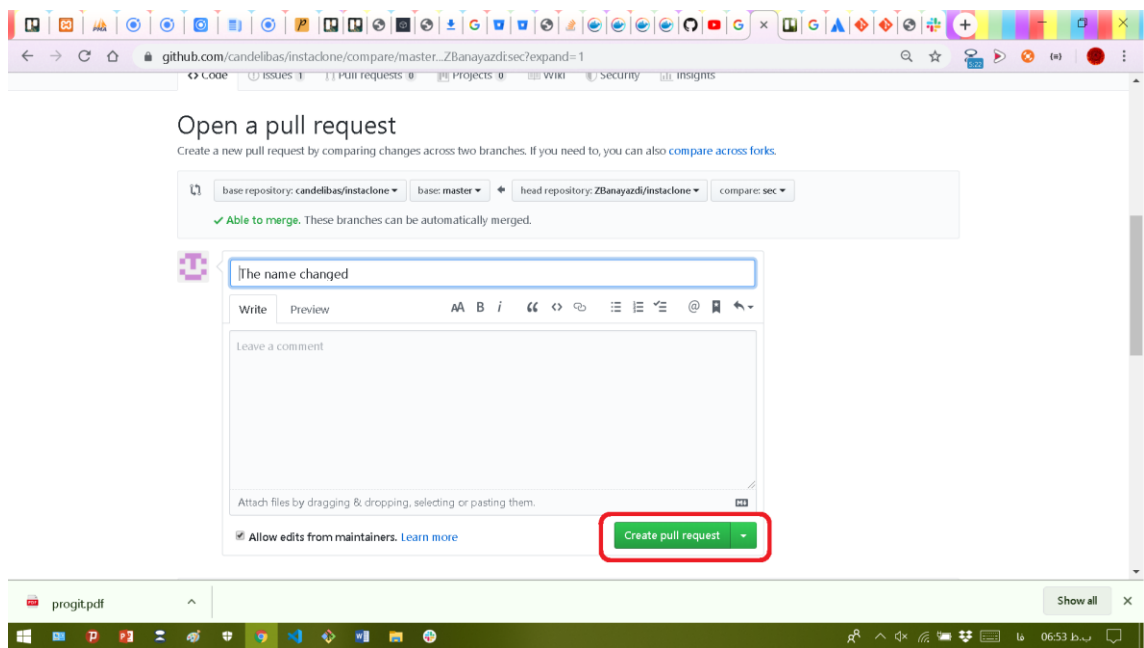 github.com/candelibas/instaclone/compare/master...ZBanayazdi:sec?expand=1
5:22
Code Issues 1 Pull requests 0 Projects 0 Wiki Security Insights
Open a pull request
Create a new pull request by comparing changes across two branches. If you need to, you can also compare across forks.
base repository: candelibas/instaclone base: master head repository: ZBanayazdi/instaclone compare: sec
✓ Able to merge. These branches can be automatically merged.
The name changed
Write Preview AA B i “ <> @
Leave a comment
Attach files by dragging & dropping, selecting or pasting them.
Allow edits from maintainers. Learn more
Create pull request
progit.pdf
Show all
فا 06:53 ب.ظ